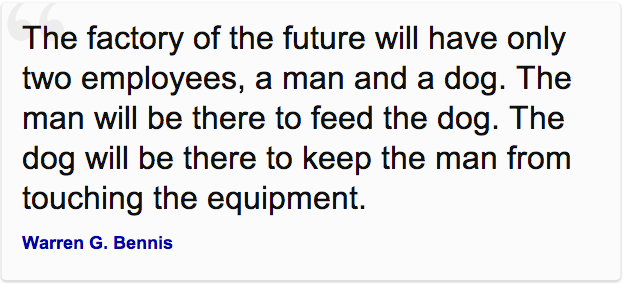 The factory of the future will have only
two employees, a man and a dog. The
man will be there to feed the dog. The
dog will be there to keep the man from
touching the equipment.
Warren G. Bennis